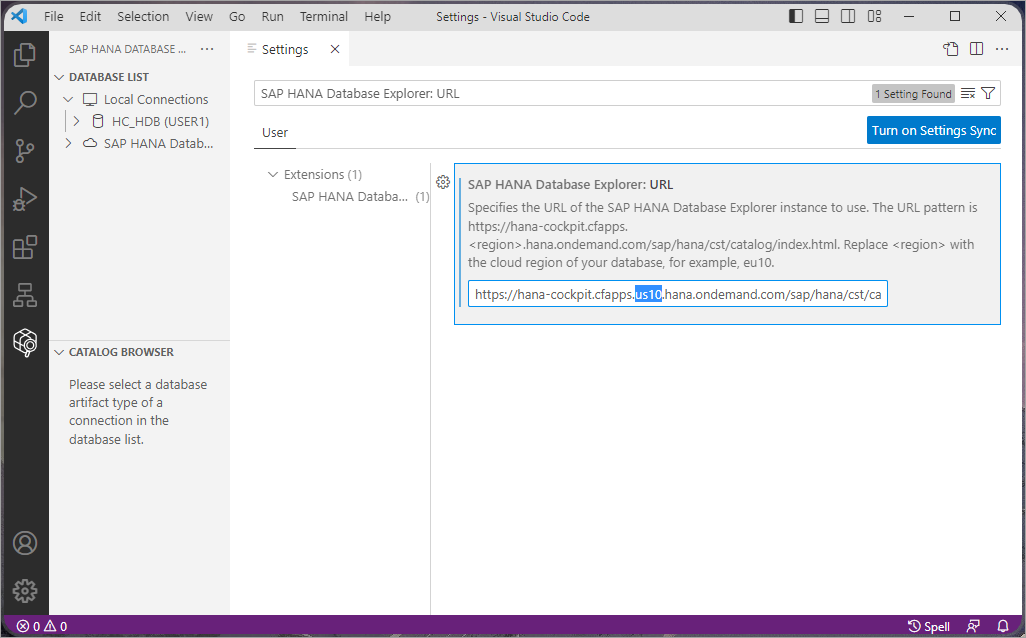 File Edit Selection View Go Run Terminal Help Settings - Visual Studio Code
SAP HANA DATABASE ...
DATABASE LIST
Local Connections
HC_HDB (USER1)
SAP HANA Datab...
CATALOG BROWSER
Please select a database
artifact type of a
connection in the
database list.
Settings
SAP HANA Database Explorer: URL
1 Setting Found
User
Turn on Settings Sync
Extensions (1)
SAP HANA Databa... (1)
SAP HANA Database Explorer: URL
Specifies the URL of the SAP HANA Database Explorer instance to use. The URL pattern is
https://hana-cockpit.cfapps.
<region>.hana.ondemand.com/sap/hana/cst/catalog/index.html. Replace <region> with
the cloud region of your database, for example, eu10.
https://hana-cockpit.cfapps.us10.hana.ondemand.com/sap/hana/cst/ca
0 0
Spell